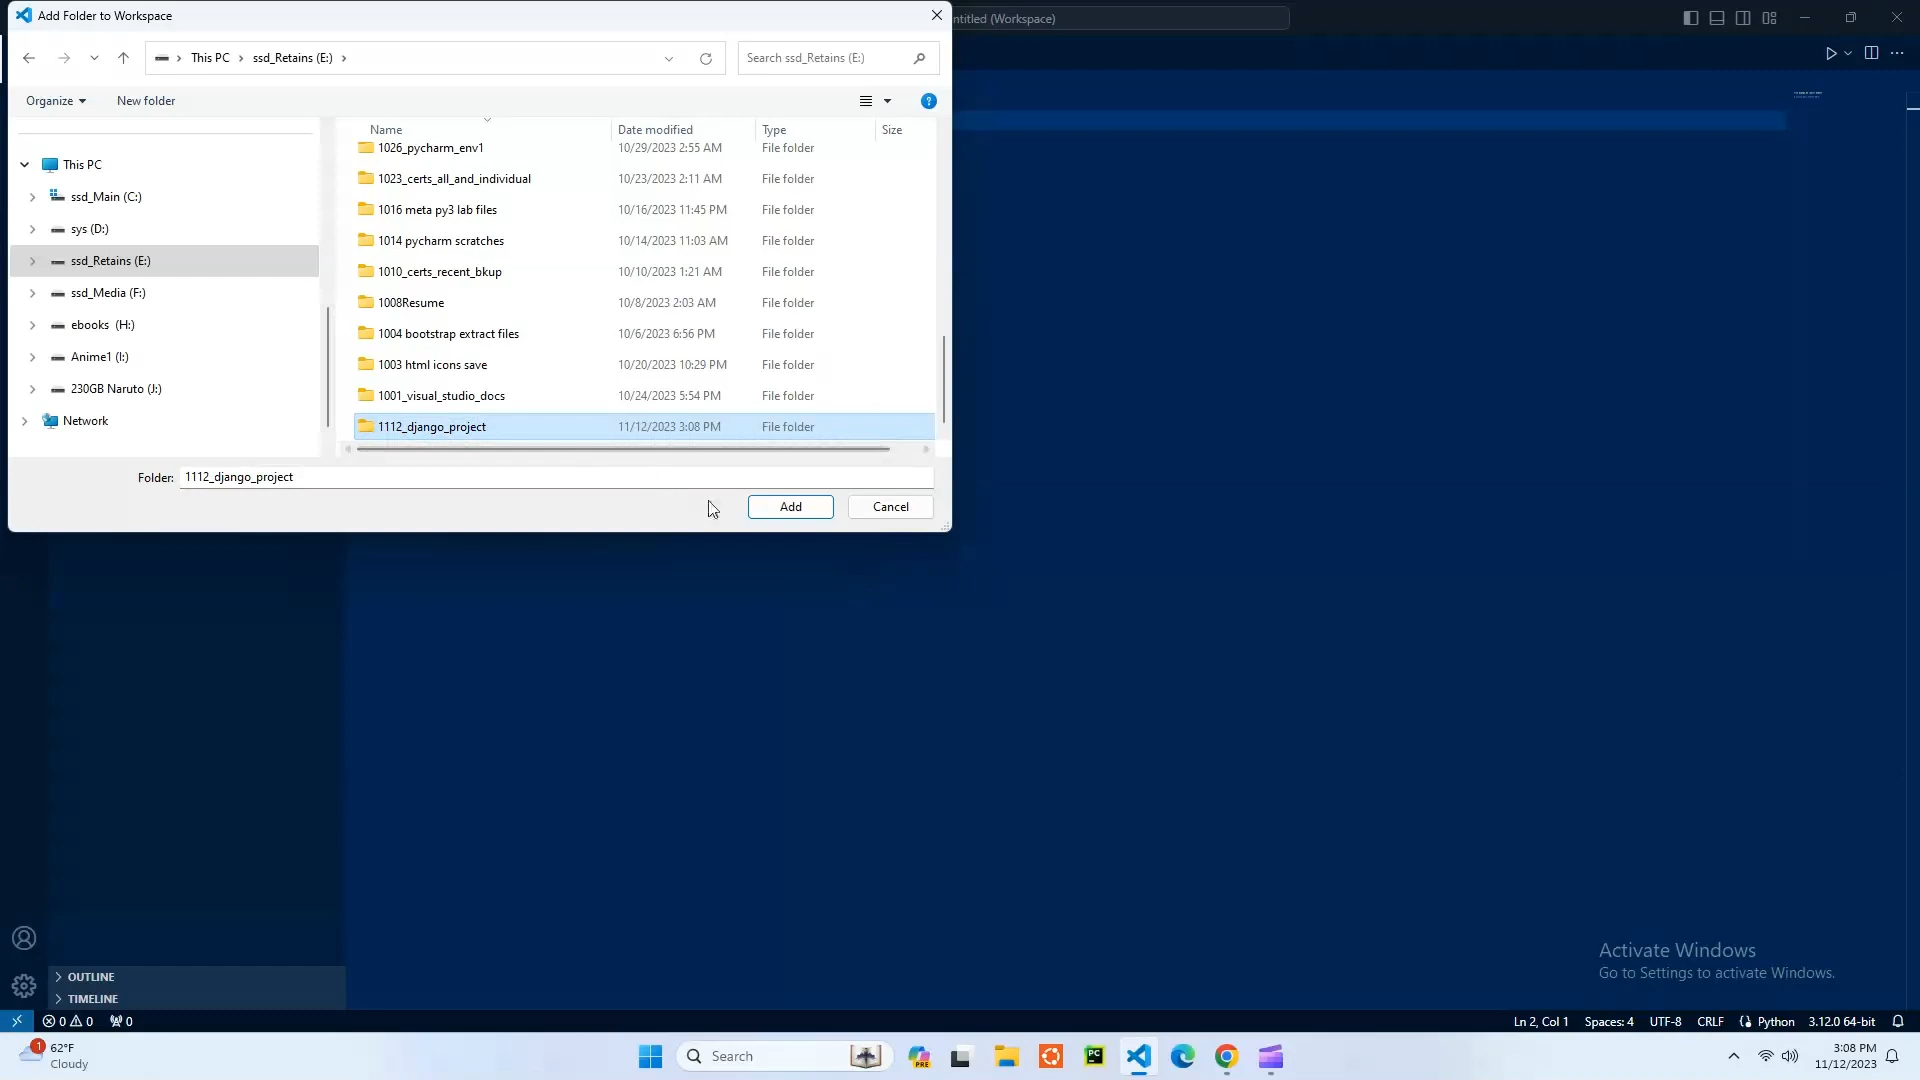 Add Folder to Workspace
ntitled (Workspace)
This PC
ssd_Retains (E:)
Search ssd_Retains (E:)
Organize
New folder
?
Name
Date modified
Type
Size
1026_pycharm_env1
10/29/2023 2:55 AM
File folder
1023_certs_all_and_individual
10/23/2023 2:11 AM
File folder
1016 meta py3 lab files
10/16/2023 11:45 PM
File folder
1014 pycharm scratches
10/14/2023 11:03 AM
File folder
1010_certs_recent_bkup
10/10/2023 1:21 AM
File folder
1008Resume
10/8/2023 2:03 AM
File folder
1004 bootstrap extract files
10/6/2023 6:56 PM
File folder
1003 html icons save
10/20/2023 10:29 PM
File folder
1001_visual_studio_docs
10/24/2023 5:54 PM
File folder
1112_django_project
11/12/2023 3:08 PM
File folder
This PC
ssd_Main (C:)
sys (D:)
ssd_Retains (E:)
ssd_Media (F:)
ebooks (H:)
Anime1 (I:)
230GB Naruto (J:)
Network
Folder: 1112_django_project
Add
Cancel
Activate Windows
Go to Settings to activate Windows.
OUTLINE
TIMELINE
0 0 0
Ln 2, Col 1
Spaces: 4
UTF-8
CRLF
Python
3.12.0 64-bit
1
62°F
Cloudy
Search
PRE
PC
3:08 PM
11/12/2023